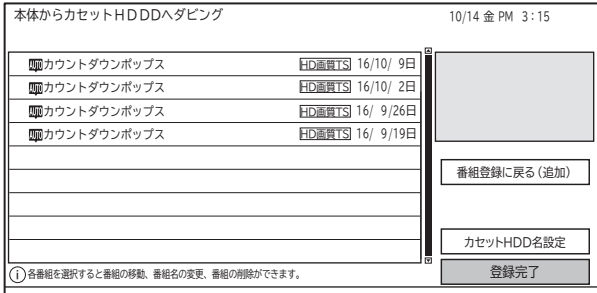 本体からカセットHDDDへダビング 10/14 金 PM 3:15
カウントダウンポップス HD画質TS 16/10/ 9日
カウントダウンポップス HD画質TS 16/10/ 2日
カウントダウンポップス HD画質TS 16/ 9/26日
カウントダウンポップス HD画質TS 16/ 9/19日
番組登録に戻る(追加)
カセットHDD名設定
登録完了
i 各番組を選択すると番組の移動、番組名の変更、番組の削除ができます。